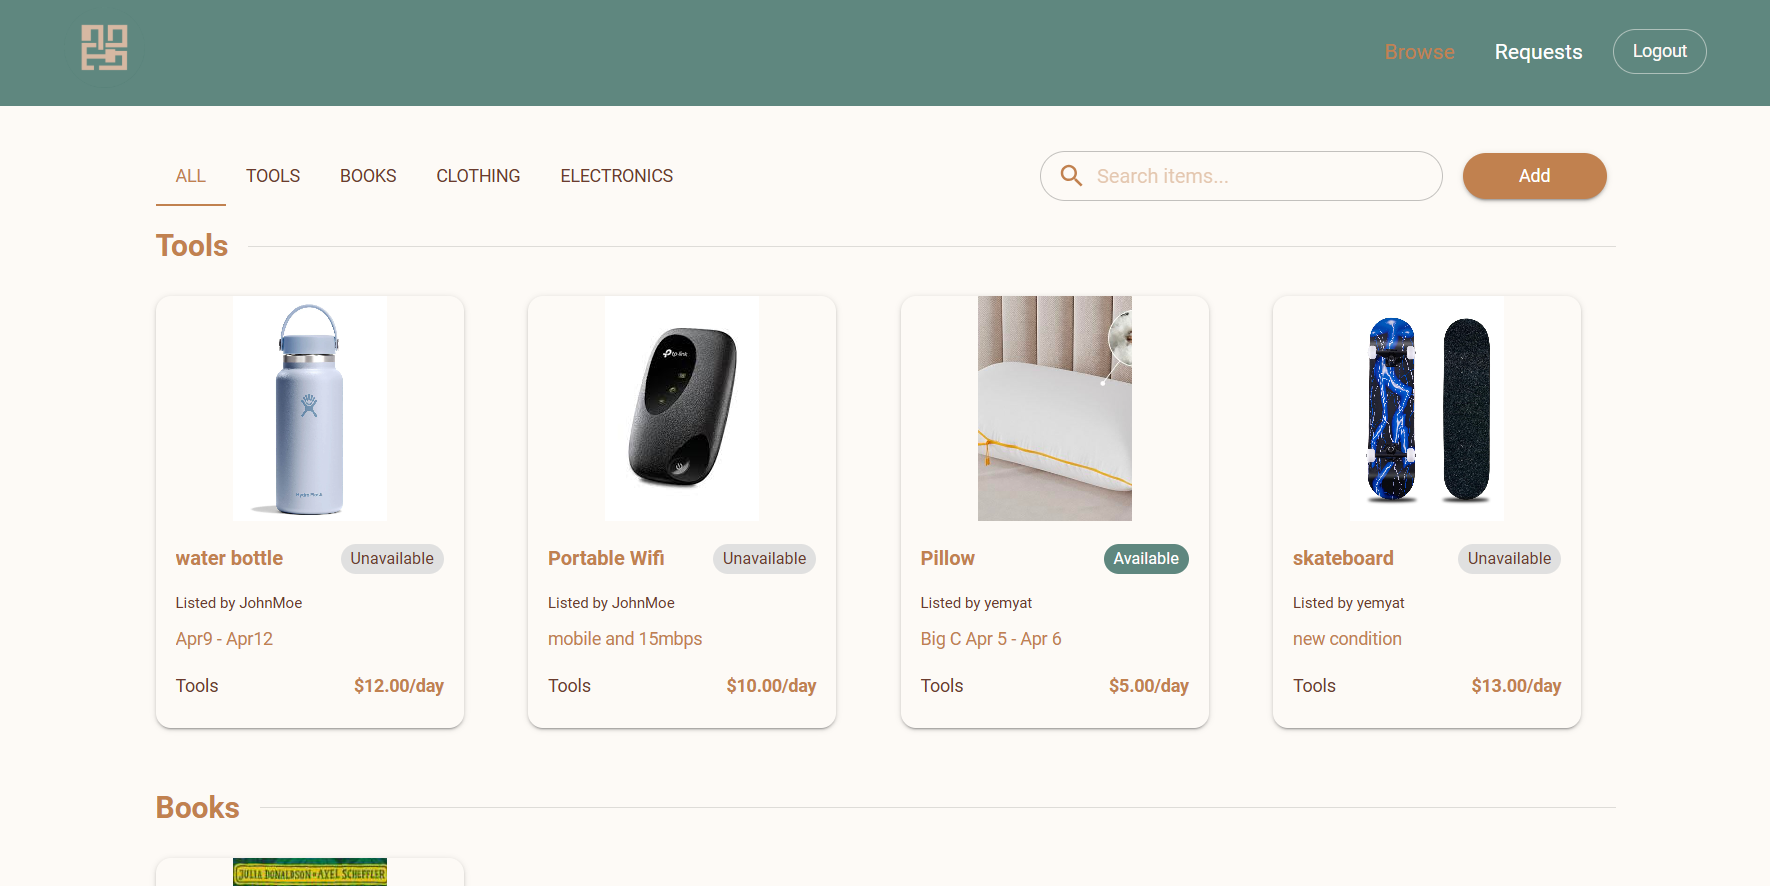 Browse
Requests
Logout
ALL
TOOLS
BOOKS
CLOTHING
ELECTRONICS
Search items...
Add
Tools
tp-link
water bottle
Unavailable
Listed by JohnMoe
Apr9 - Apr12
Tools
$12.00/day
Portable Wifi
Unavailable
Listed by JohnMoe
mobile and 15mbps
Tools
$10.00/day
Pillow
Available
Listed by yemyat
Big C Apr 5 - Apr 6
Tools
$5.00/day
skateboard
Unavailable
Listed by yemyat
new condition
Tools
$13.00/day
Books
JULIA DONALDSON • AXEL SCHEFFLER